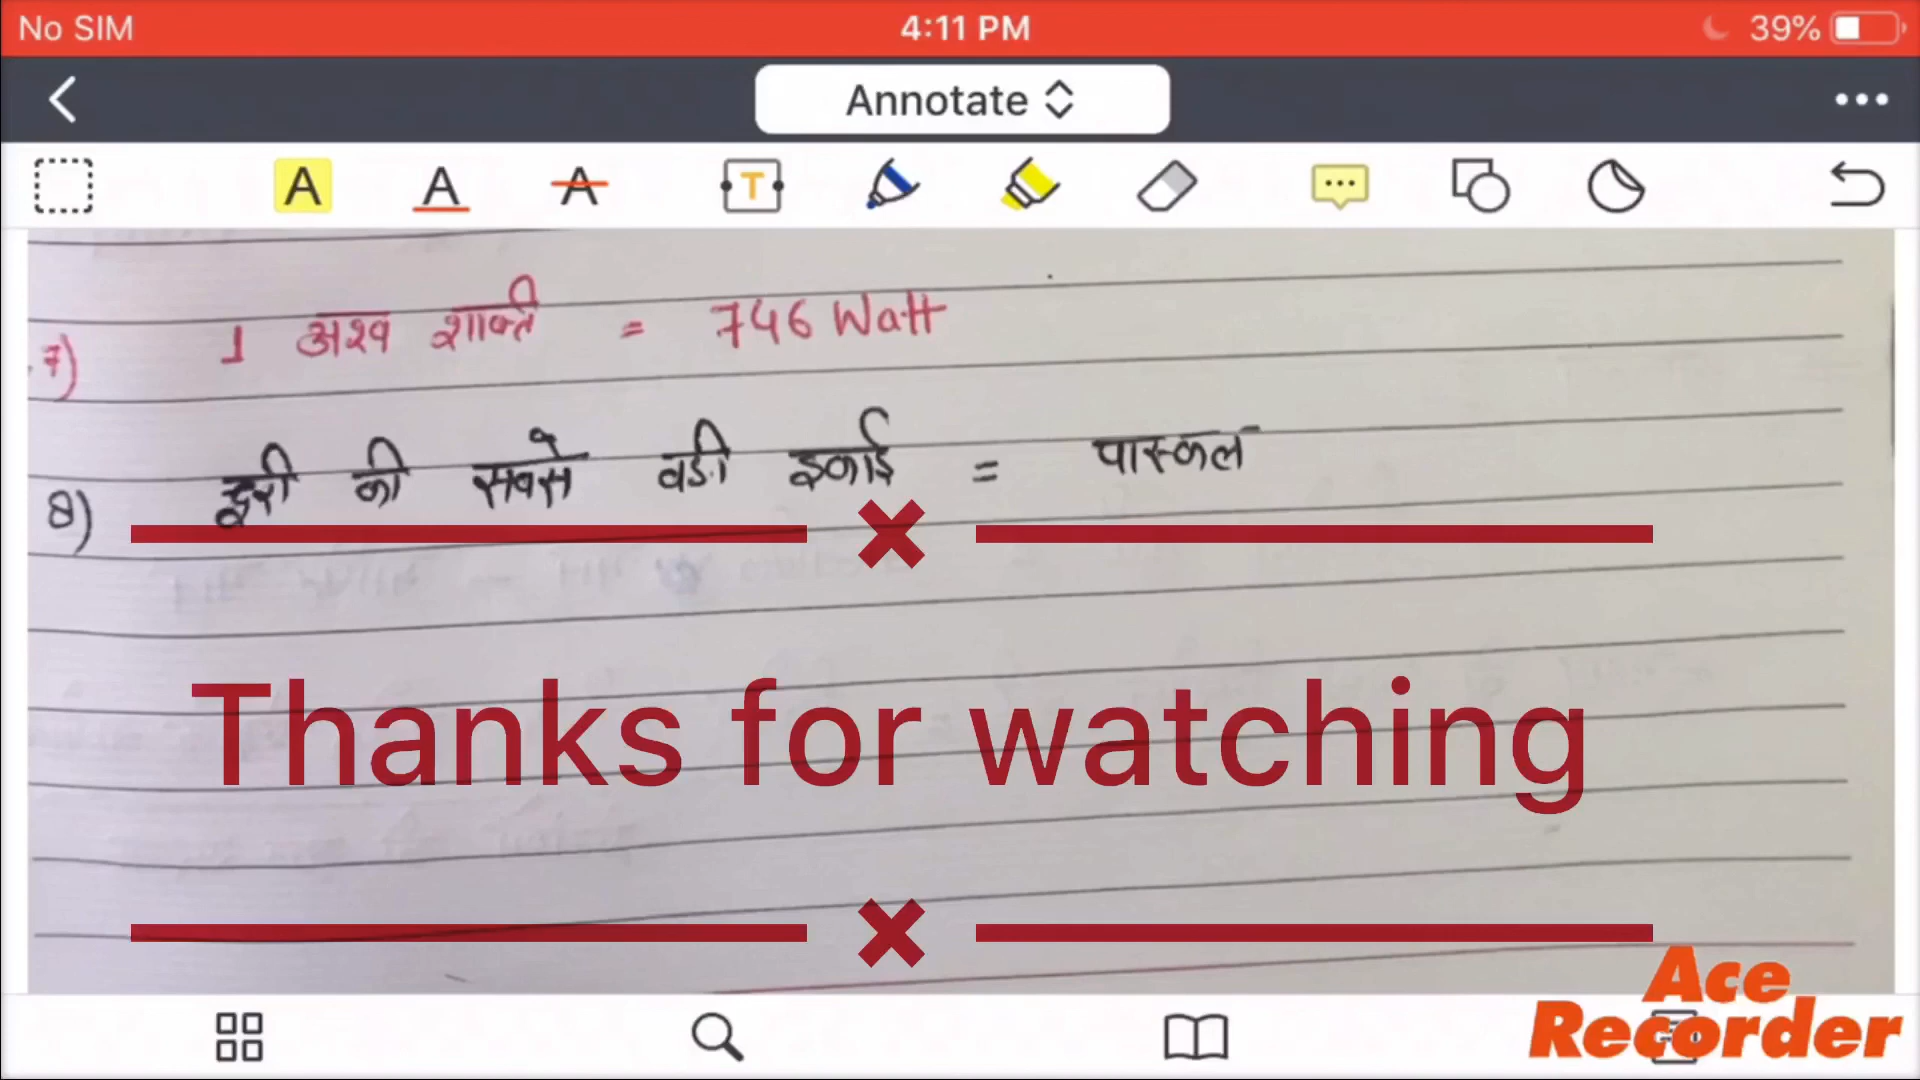 No SIM 4:11 PM 39%
Annotate
A A A T
7) 1 अश्व शक्ति = 746 Watt
8) दूरी की सबसे बडी इकाई = पास्कल
Thanks for watching
Ace
Recorder